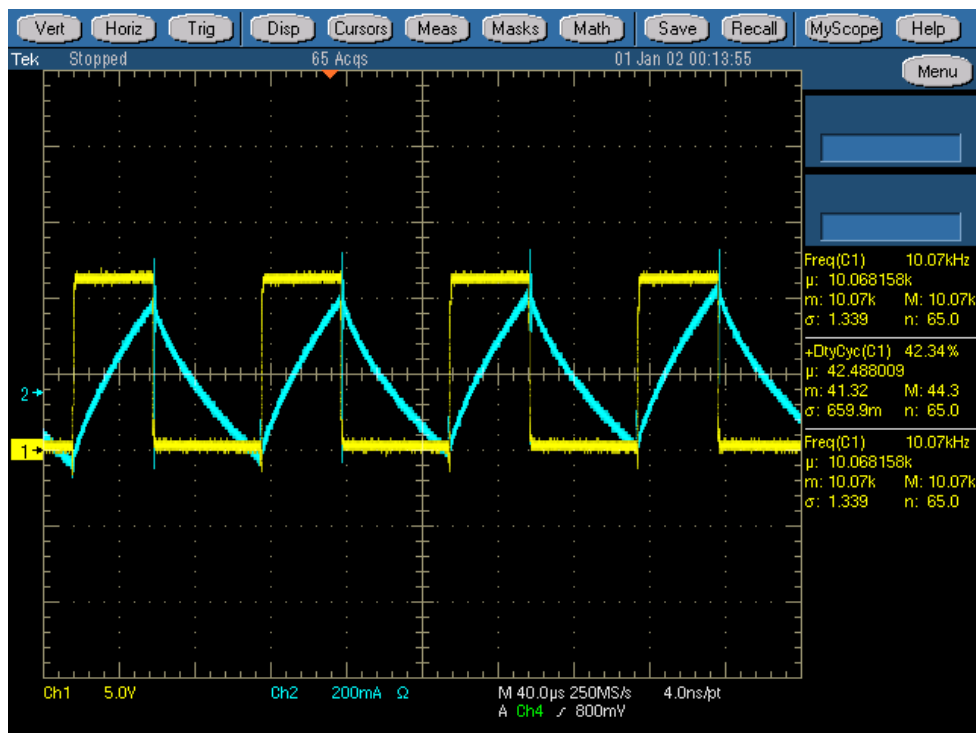 Vert Horiz Trig Disp Cursors Meas Masks Math Save Recall MyScope Help
Tek Stopped 65 Acqs 01 Jan 02 00:13:55
Menu
Freq(C1) 10.07kHz
µ: 10.068158k
m: 10.07k M: 10.07k
σ: 1.339 n: 65.0
+DtyCyc(C1) 42.34%
µ: 42.488009
m: 41.32 M: 44.3
σ: 659.9m n: 65.0
2
1
Freq(C1) 10.07kHz
µ: 10.068158k
m: 10.07k M: 10.07k
σ: 1.339 n: 65.0
Ch1 5.0V Ch2 200mA Ω M 40.0µs 250MS/s 4.0ns/pt
A Ch4 800mV